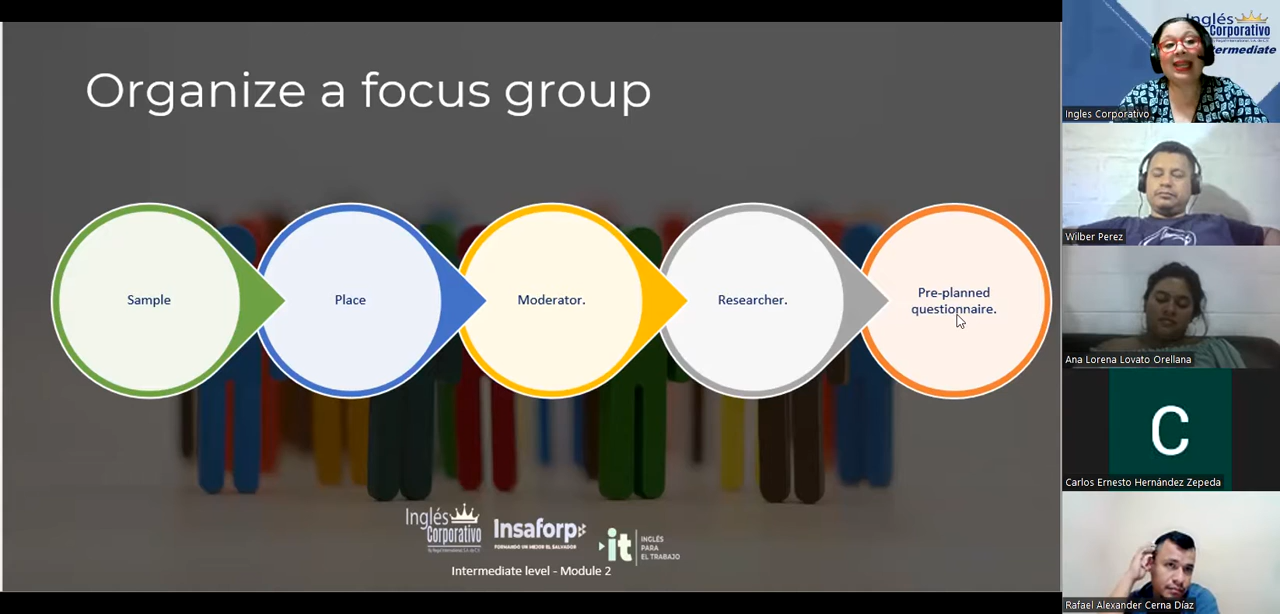 Organize a focus group
Sample
Place
Moderator.
Researcher.
Pre-planned
questionnaire.
Inglés
Corporativo
Insaforp
FORMANDO UN MEJOR EL SALVADOR
it
INGLÉS
PARA
EL TRABAJO
Intermediate level - Module 2
Inglés
Corporativo
Intermediate
Ingles Corporativo
Wilber Perez
Ana Lorena Lovato Orellana
C
Carlos Ernesto Hernández Zepeda
Rafael Alexander Cerna Díaz